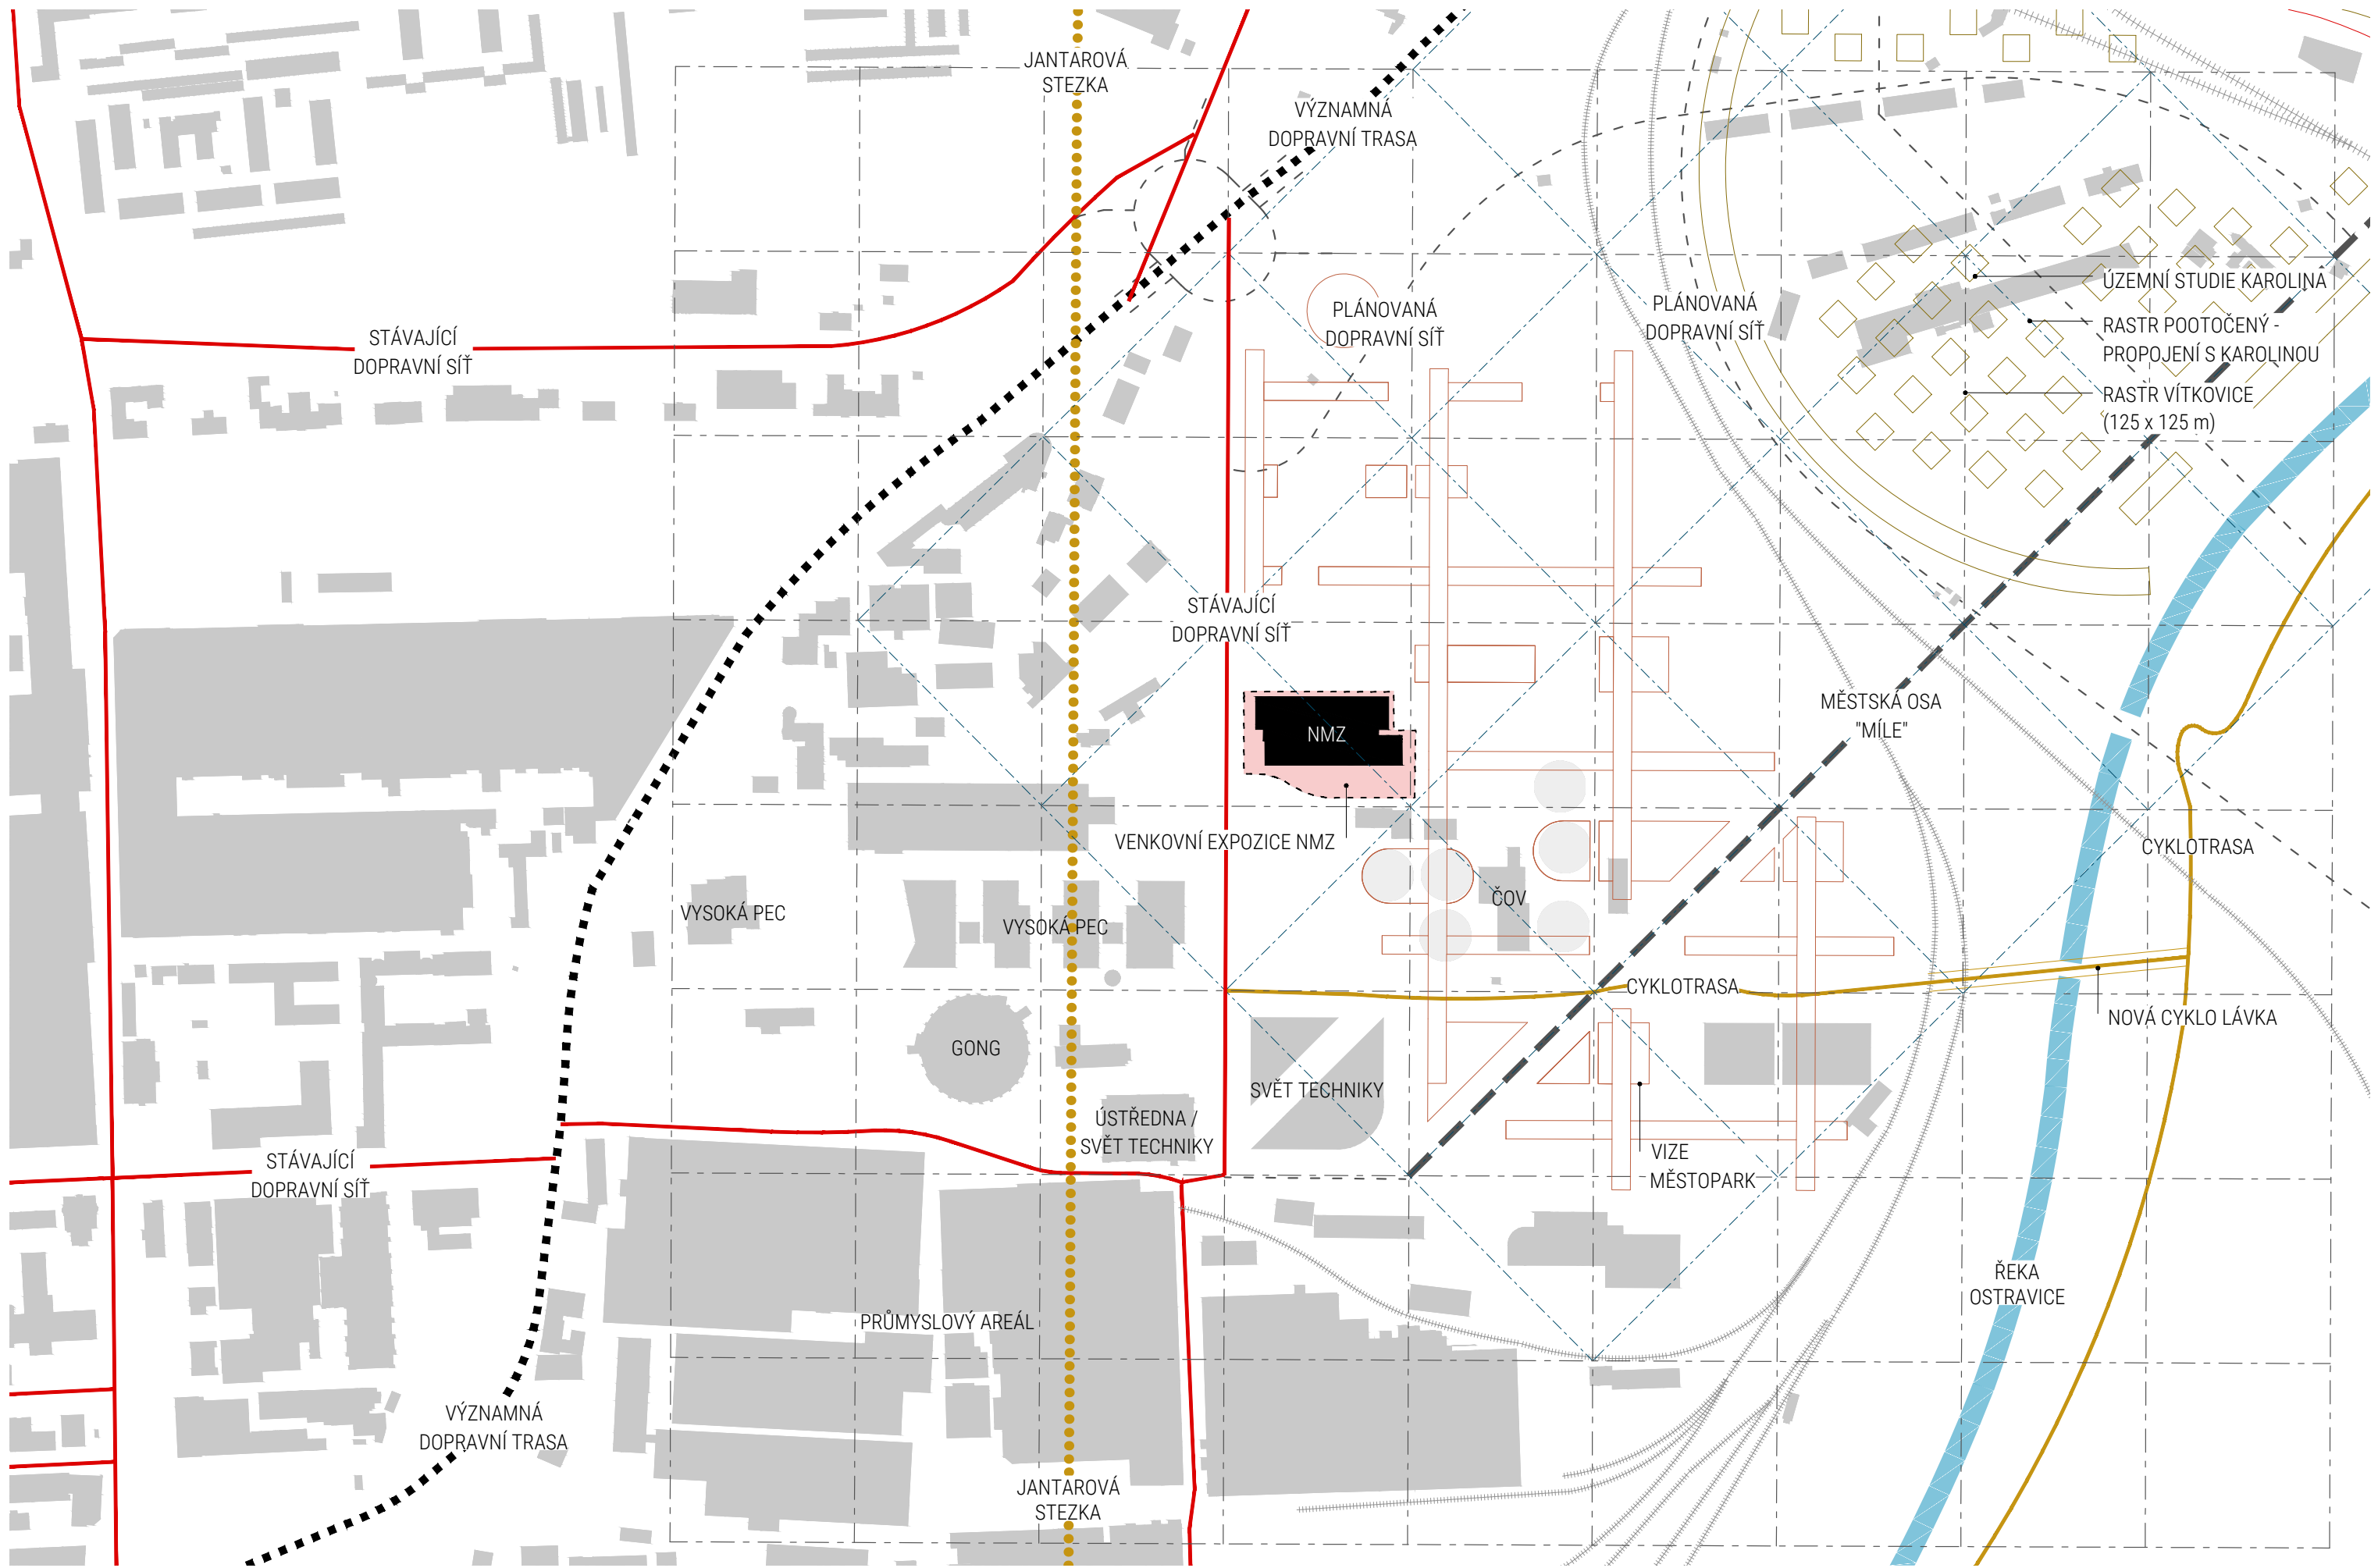 JANTAROVÁ
STEZKA
VÝZNAMNÁ
DOPRAVNÍ TRASA
ÚZEMNÍ STUDIE KAROLINA
PLÁNOVANÁ
DOPRAVNÍ SÍŤ
PLÁNOVANÁ
DOPRAVNÍ SÍŤ
RASTR POOTOČENÝ -
PROPOJENÍ S KAROLINOU
STÁVAJÍCÍ
DOPRAVNÍ SÍŤ
RASTR VÍTKOVICE
(125 x 125 m)
STÁVAJÍCÍ
DOPRAVNÍ SÍŤ
MĚSTSKÁ OSA
"MÍLE"
NMZ
VENKOVNÍ EXPOZICE NMZ
CYKLOTRASA
ČOV
VYSOKÁ PEC
VYSOKÁ PEC
CYKLOTRASA
NOVÁ CYKLO LÁVKA
GONG
SVĚT TECHNIKY
ÚSTŘEDNA /
SVĚT TECHNIKY
VIZE
MĚSTOPARK
STÁVAJÍCÍ
DOPRAVNÍ SÍŤ
ŘEKA
OSTRAVICE
PRŮMYSLOVÝ AREÁL
VÝZNAMNÁ
DOPRAVNÍ TRASA
JANTAROVÁ
STEZKA